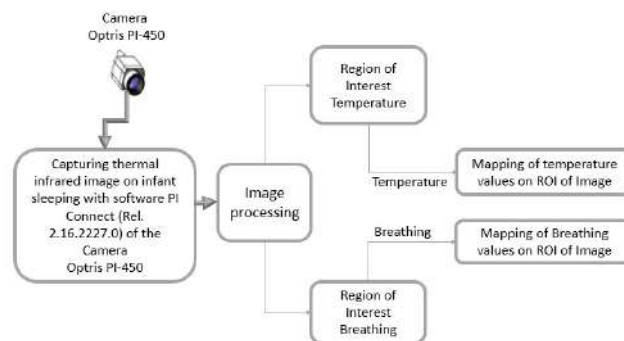 Camera
Optris PI-450
Capturing thermal
infrared image on infant
sleeping with software PI
Connect (Rel.
2.16.2227.0) of the
Camera
Optris PI-450
Image
processing
Region of
Interest
Temperature
Temperature
Mapping of temperature
values on ROI of Image
Breathing
Mapping of Breathing
values on ROI of Image
Region of
Interest
Breathing